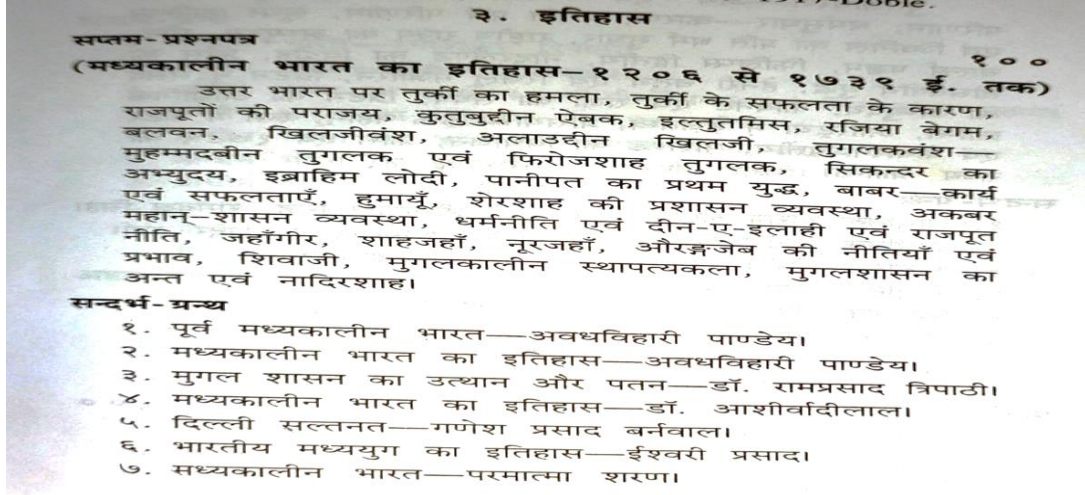 ३. इतिहास
सप्तम-प्रश्नपत्र १००
(मध्यकालीन भारत का इतिहास–१२०६ से १७३९ ई. तक)
उत्तर भारत पर तुर्की का हमला, तुर्की के सफलता के कारण,
राजपूतों की पराजय, कुतुबुद्दीन ऐबक, इल्तुतमिस, रज़िया बेगम,
बलवन, खिलजीवंश, अलाउद्दीन खिलजी, तुगलकवंश—
मुहम्मदबीन तुगलक एवं फिरोजशाह तुगलक, सिकन्दर का
अभ्युदय, इब्राहिम लोदी, पानीपत का प्रथम युद्ध, बाबर—कार्य
एवं सफलताएँ, हुमायूँ, शेरशाह की प्रशासन व्यवस्था, अकबर
महान्–शासन व्यवस्था, धर्मनीति एवं दीन-ए-इलाही एवं राजपूत
नीति, जहाँगीर, शाहजहाँ, नूरजहाँ, औरङ्गजेब की नीतियाँ एवं
प्रभाव, शिवाजी, मुगलकालीन स्थापत्यकला, मुगलशासन का
अन्त एवं नादिरशाह।
सन्दर्भ-ग्रन्थ
१. पूर्व मध्यकालीन भारत—अवधविहारी पाण्डेय।
२. मध्यकालीन भारत का इतिहास—अवधविहारी पाण्डेय।
३. मुगल शासन का उत्थान और पतन—डॉ. रामप्रसाद त्रिपाठी।
४. मध्यकालीन भारत का इतिहास—डॉ. आशीर्वादीलाल।
५. दिल्ली सल्तनत—गणेश प्रसाद बर्नवाल।
६. भारतीय मध्ययुग का इतिहास—ईश्वरी प्रसाद।
७. मध्यकालीन भारत—परमात्मा शरण।